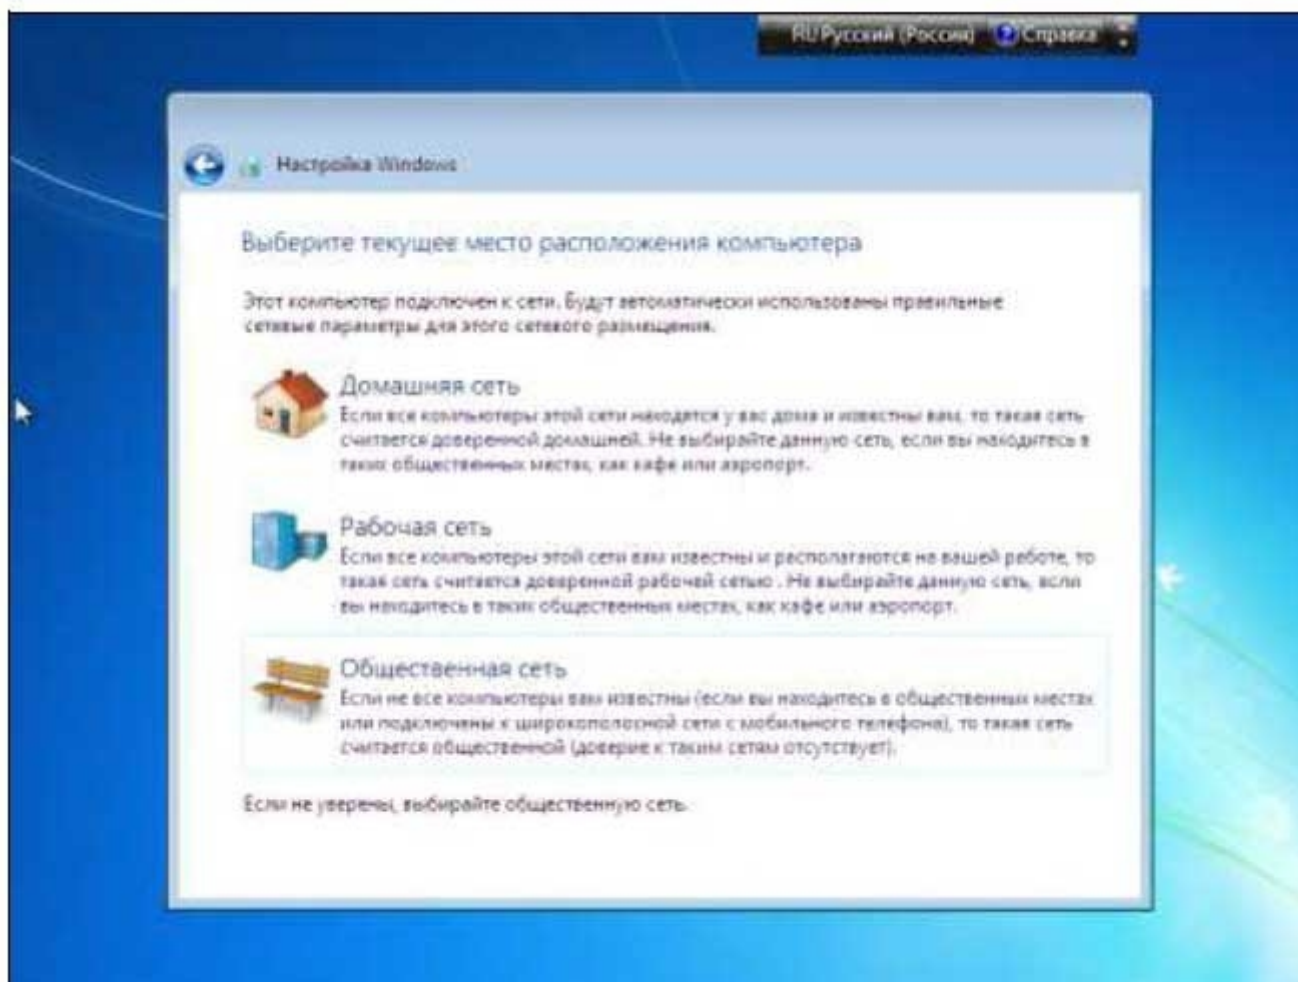 RU Русский (Россия) Справка
Настройка Windows
Выберите текущее место расположения компьютера
Этот компьютер подключен к сети. Будут автоматически использованы правильные
сетевые параметры для этого сетевого размещения.
Домашняя сеть
Если все компьютеры этой сети находятся у вас дома и известны вам, то такая сеть
считается доверенной домашней. Не выбирайте данную сеть, если вы находитесь в
таких общественных местах, как кафе или аэропорт.
Рабочая сеть
Если все компьютеры этой сети вам известны и располагаются на вашей работе, то
такая сеть считается доверенной рабочей сетью . Не выбирайте данную сеть, если
вы находитесь в таких общественных местах, как кафе или аэропорт.
Общественная сеть
Если не все компьютеры вам известны (если вы находитесь в общественных местах
или подключены к широкополосной сети с мобильного телефона), то такая сеть
считается общественной (доверие к таким сетям отсутствует).
Если не уверены, выбирайте общественную сеть.